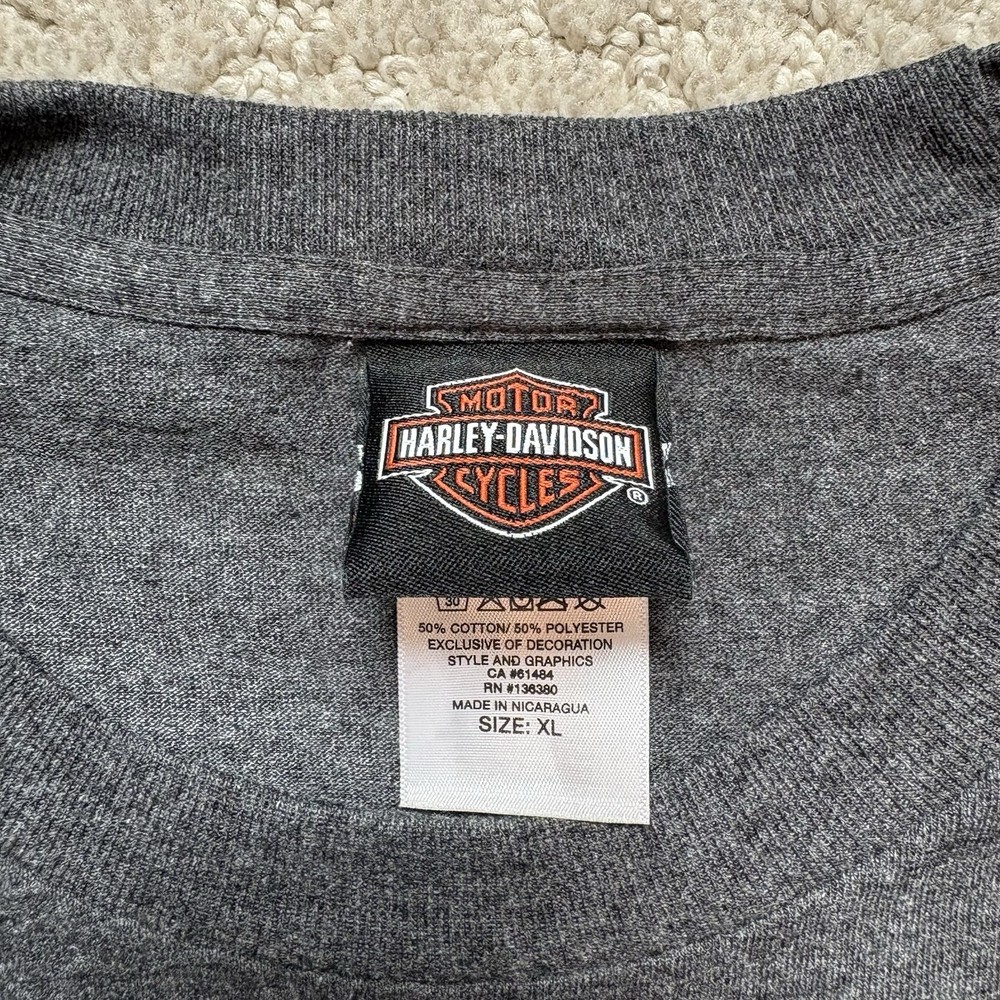 MOTOR
HARLEY-DAVIDSON
CYCLES
®
30
50% COTTON/ 50% POLYESTER
EXCLUSIVE OF DECORATION
STYLE AND GRAPHICS
CA #61484
RN #136380
MADE IN NICARAGUA
SIZE: XL